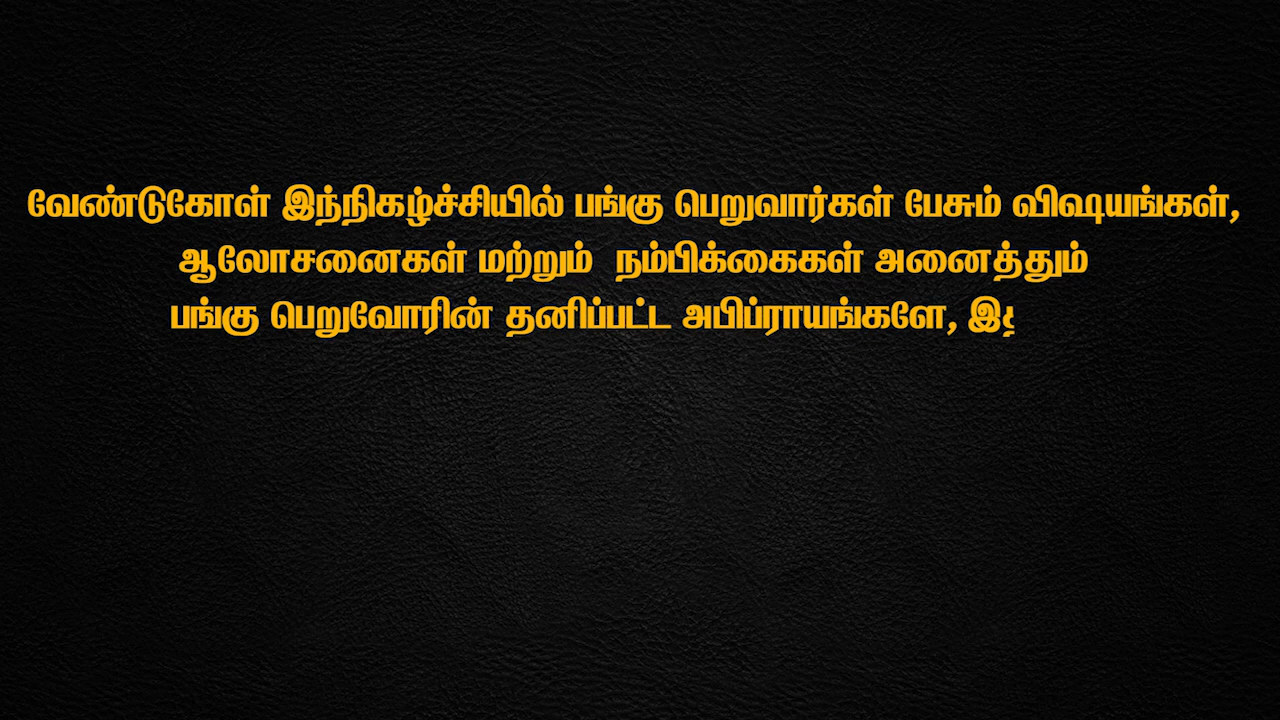 வேண்டுகோள் இந்நிகழ்ச்சியில் பங்கு பெறுவார்கள் பேசும் விஷயங்கள்,
ஆலோசனைகள் மற்றும் நம்பிக்கைகள் அனைத்தும்
பங்கு பெறுவோரின் தனிப்பட்ட அபிப்ராயங்களே,